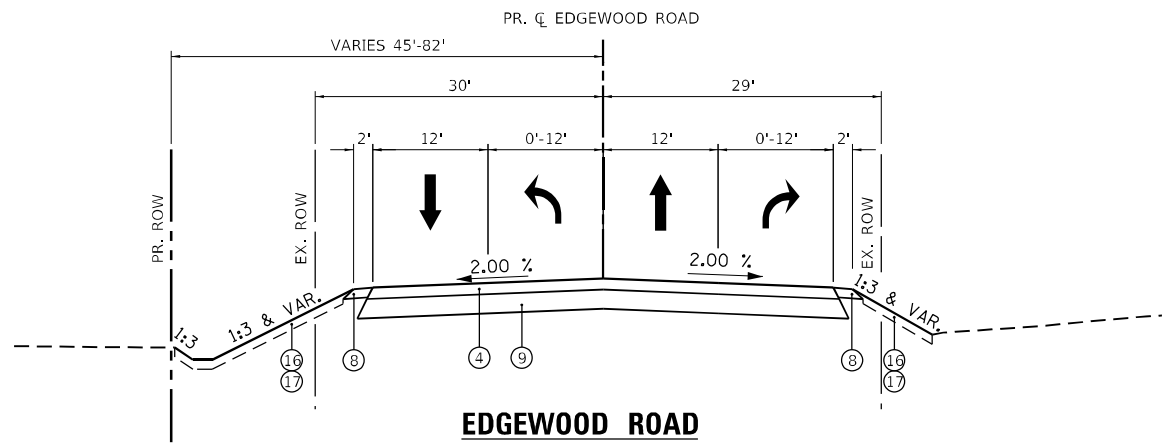 PR. ℄ EDGEWOOD ROAD
VARIES 45'-82'
30'
29'
2'
12'
0'-12'
12'
0'-12'
2'
PR. ROW
EX. ROW
EX. ROW
2.00 %
2.00 %
1:3
1:3 & VAR.
1:3 & VAR.
16
17
8
4
9
8
16
17
EDGEWOOD ROAD